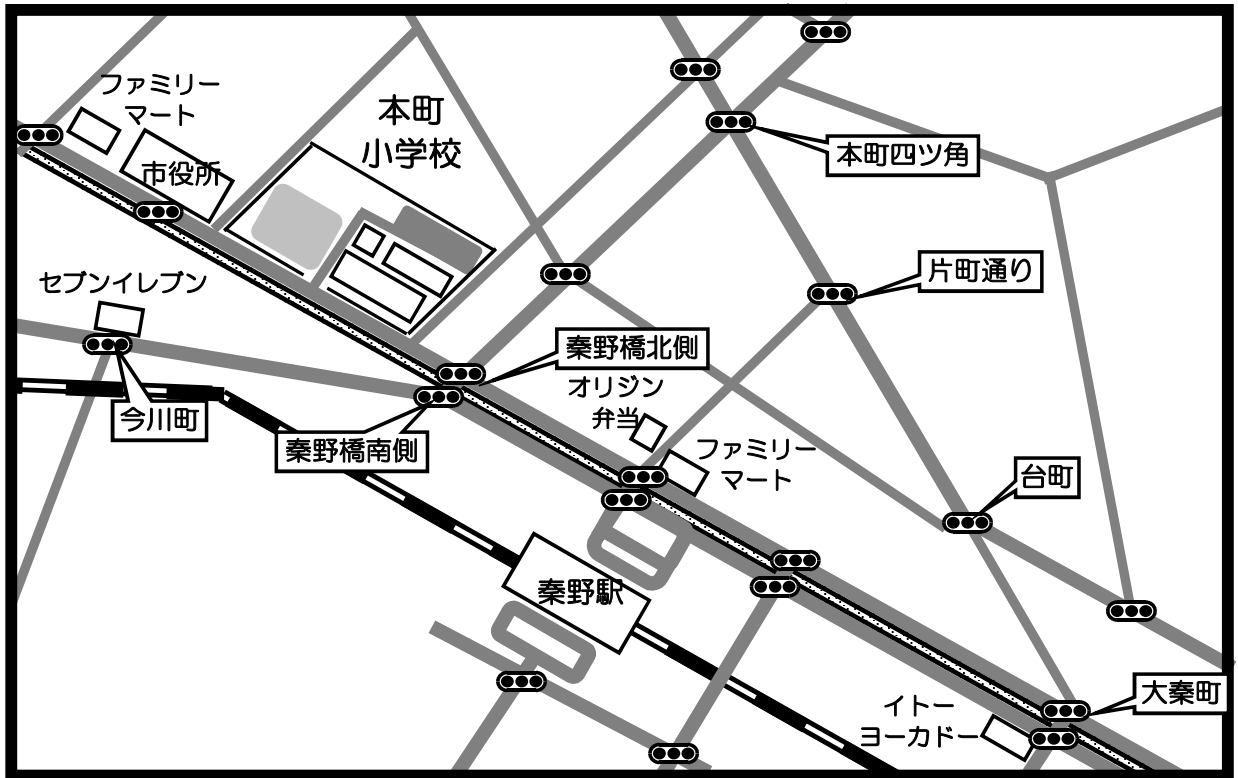 ファミリー
マート
市役所
本町
小学校
本町四ツ角
セブンイレブン
片町通り
今川町
秦野橋北側
秦野橋南側
オリジン
弁当
ファミリー
マート
台町
秦野駅
イトー
ヨーカドー
大秦町